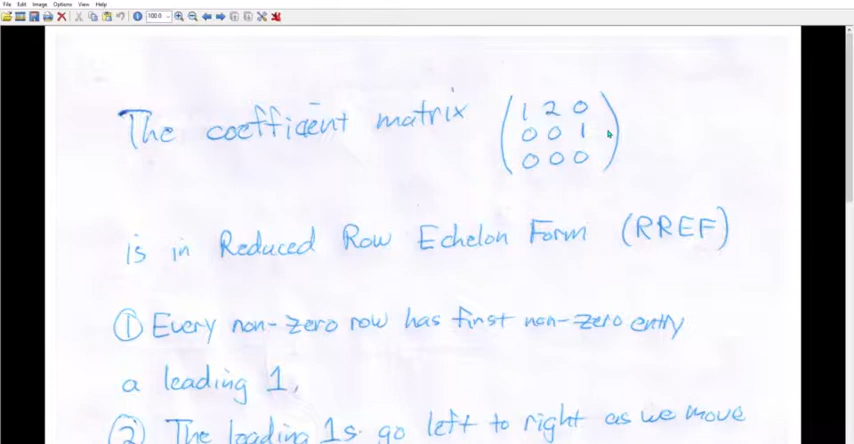 File Edit Image Options View Help
100.0
The coefficient matrix (1 2 0
0 0 1
0 0 0)
is in Reduced Row Echelon Form (RREF)
① Every non-zero row has first non-zero entry
a leading 1.
② The leading 1s go left to right as we move